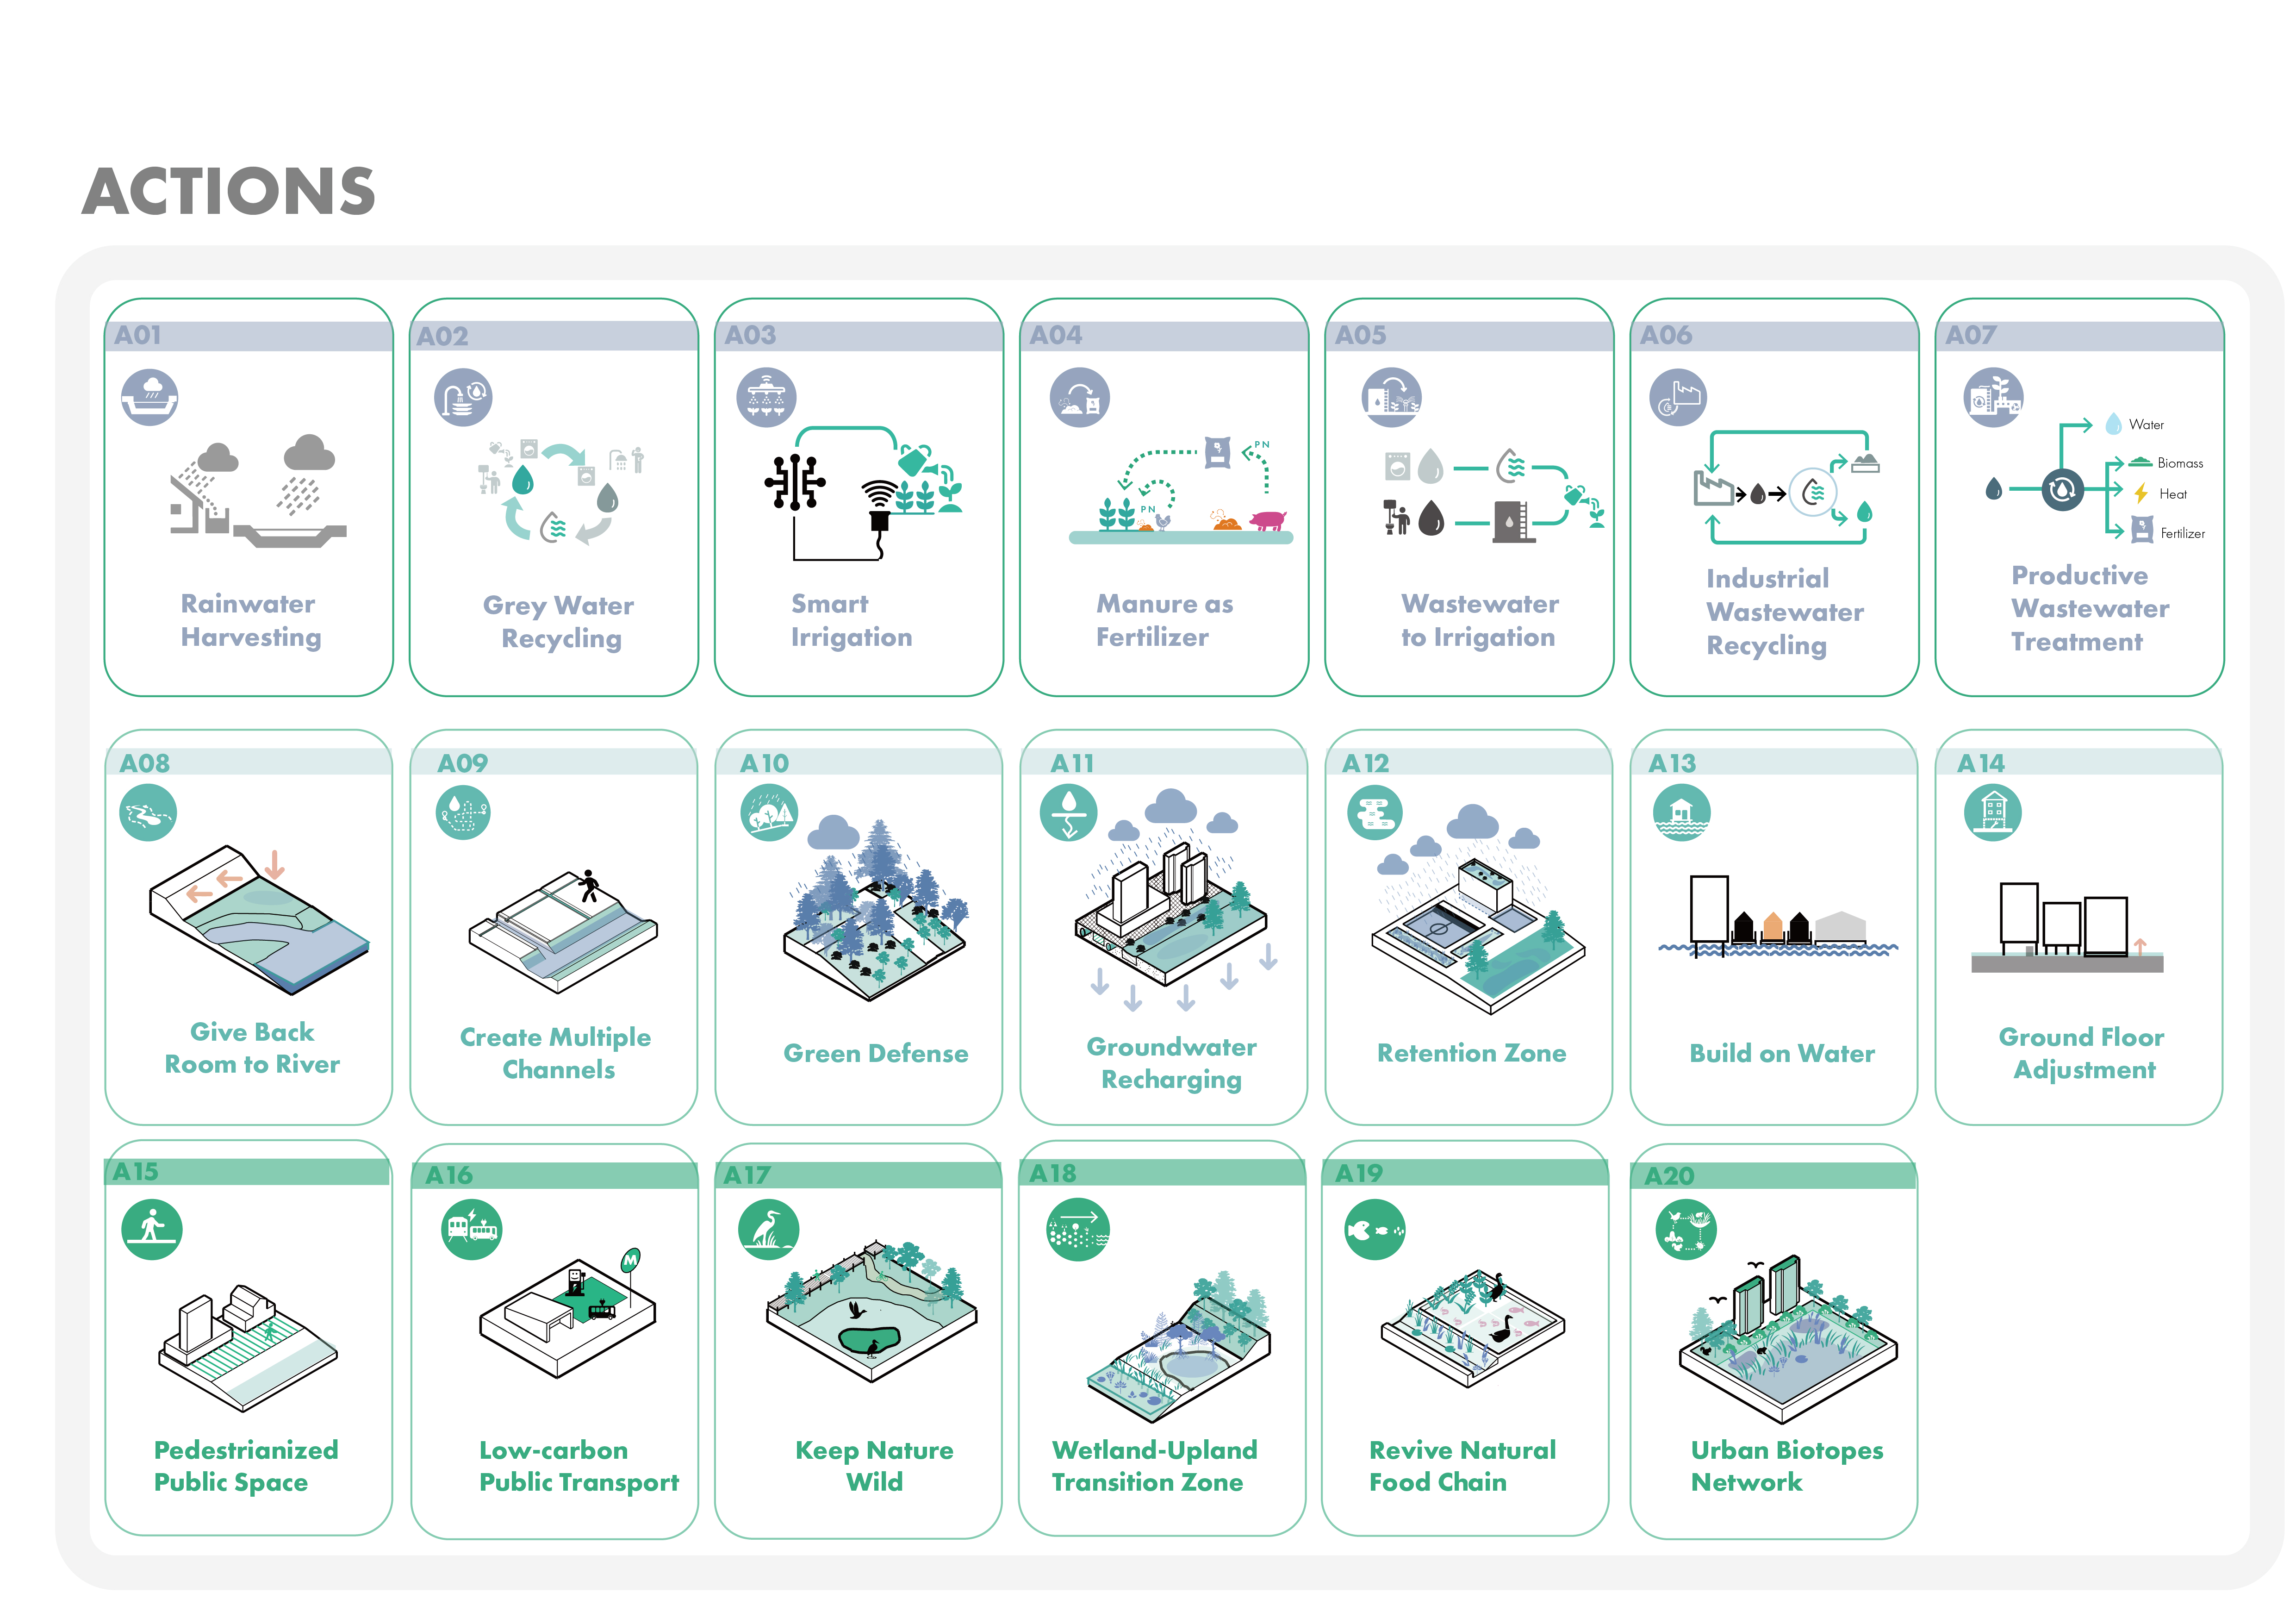 ACTIONS
A01
Rainwater
Harvesting
A02
Grey Water
Recycling
A03
Smart
Irrigation
A04
PN
PN
Manure as
Fertilizer
A05
Wastewater
to Irrigation
A06
Industrial
Wastewater
Recycling
A07
Water
Biomass
Heat
Fertilizer
Productive
Wastewater
Treatment
A08
Give Back
Room to River
A09
Create Multiple
Channels
A10
Green Defense
A11
Groundwater
Recharging
A12
Retention Zone
A13
Build on Water
A14
Ground Floor
Adjustment
A15
Pedestrianized
Public Space
A16
M
Low-carbon
Public Transport
A17
Keep Nature
Wild
A18
Wetland-Upland
Transition Zone
A19
Revive Natural
Food Chain
A20
Urban Biotopes
Network